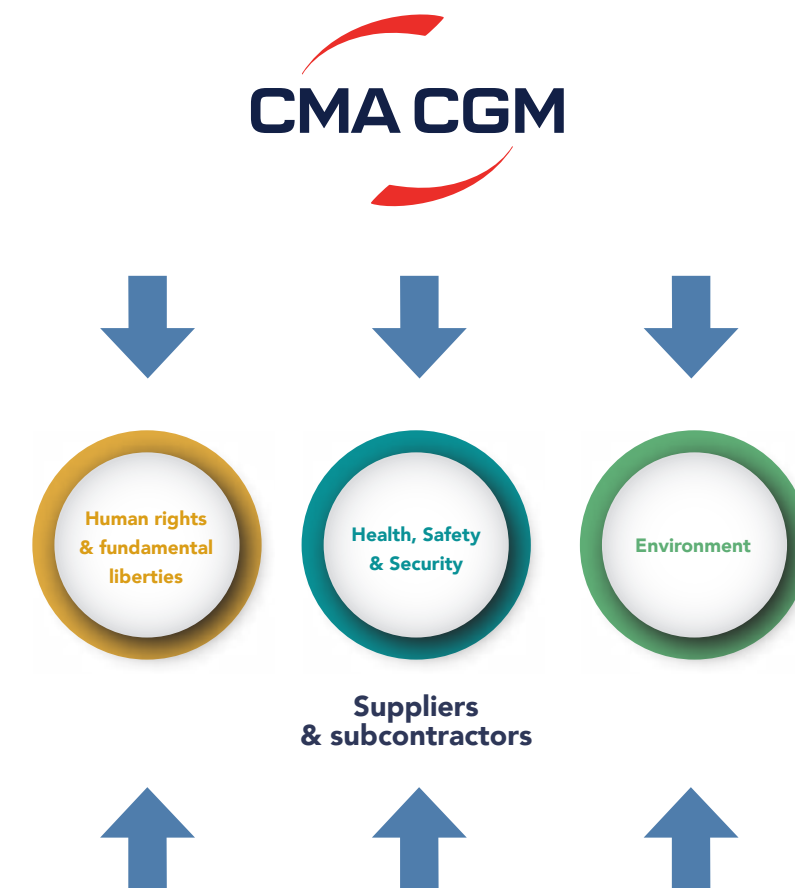 CMA CGM
Human rights
& fundamental
liberties
Health, Safety
& Security
Environment
Suppliers
& subcontractors